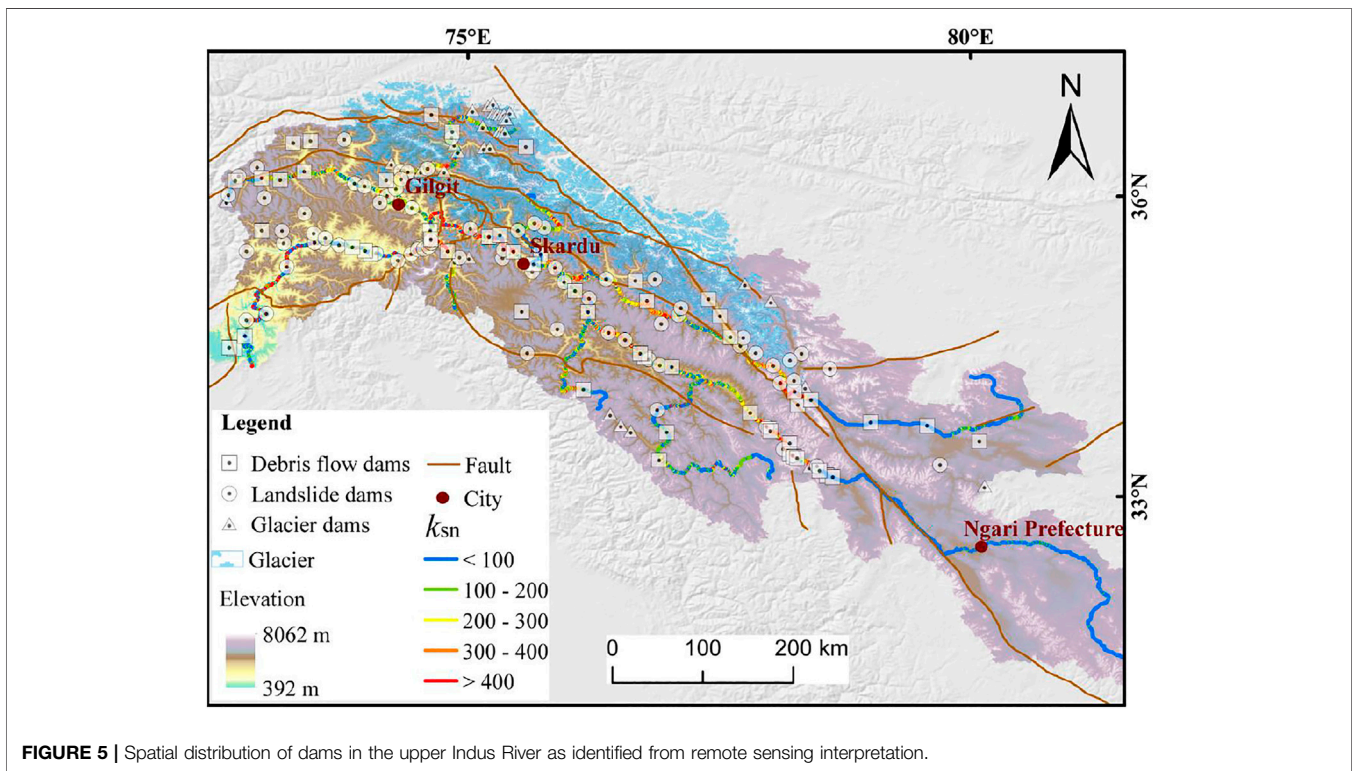 75°E
80°E
N
36°N
Gilgit
Skardu
33°N
Ngari Prefecture
Legend
Debris flow dams
Landslide dams
Glacier dams
Glacier
Elevation
8062 m
392 m
Fault
City
ksn
< 100
100 - 200
200 - 300
300 - 400
> 400
0 100 200 km
FIGURE 5 | Spatial distribution of dams in the upper Indus River as identified from remote sensing interpretation.